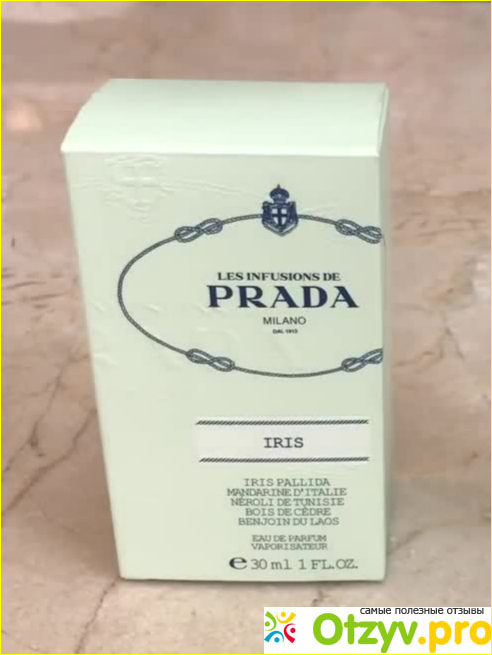 LES INFUSIONS DE
PRADA
MILANO
DAL 1913
IRIS
IRIS PALLIDA
MANDARINE D'ITALIE
NÉROLI DE TUNISIE
BOIS DE CÈDRE
BENJOIN DU LAOS
EAU DE PARFUM
VAPORISATEUR
e 30 ml 1 FL.OZ.
самые полезные отзывы
Otzyv.pro